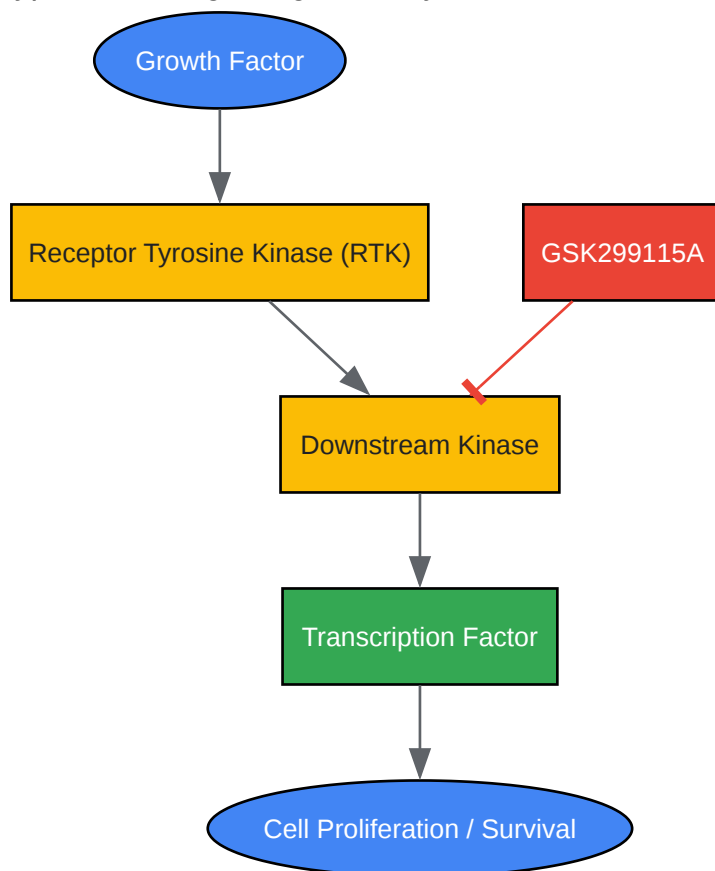 Growth Factor
Receptor Tyrosine Kinase (RTK)
GSK299115A
Downstream Kinase
Transcription Factor
Cell Proliferation / Survival